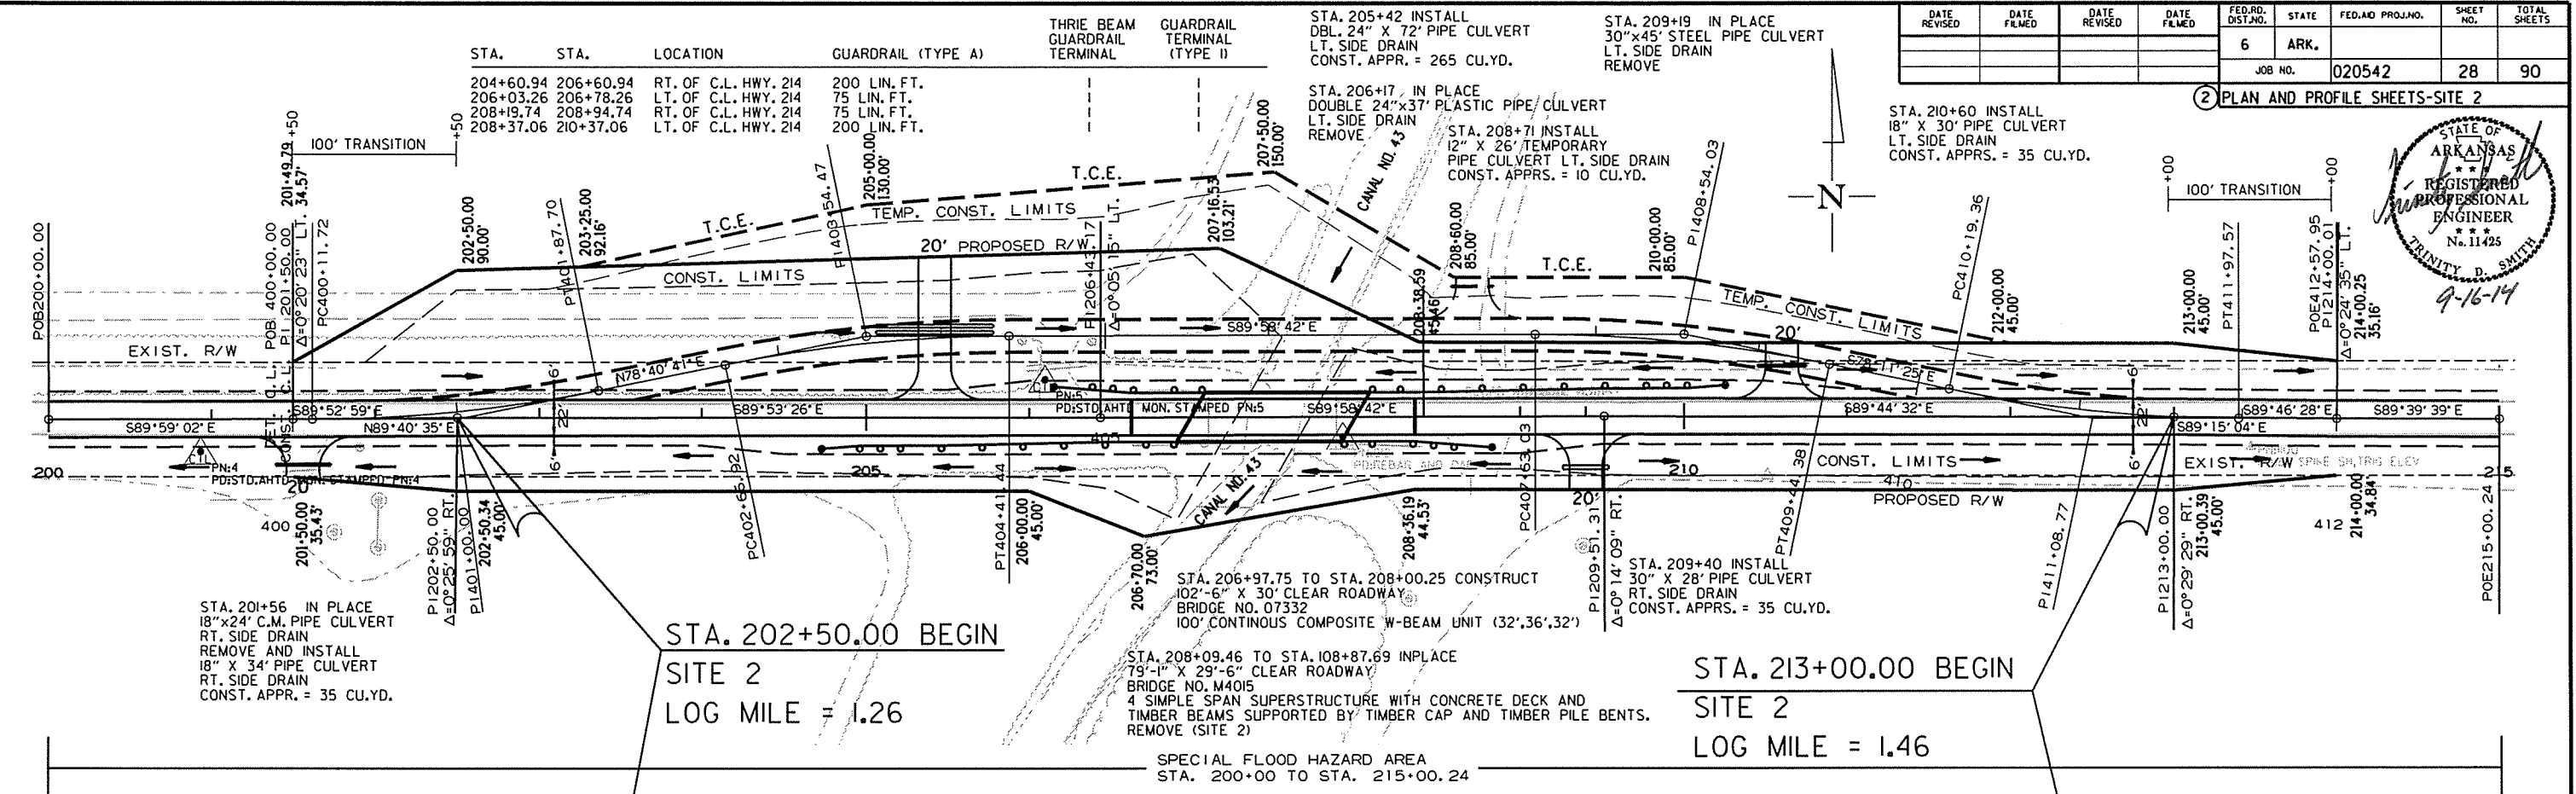 STA. STA. LOCATION GUARDRAIL (TYPE A) THRIE BEAM GUARDRAIL TERMINAL GUARDRAIL TERMINAL (TYPE I)
204+60.94 206+60.94 RT. OF C.L. HWY. 214 200 LIN. FT. | |
206+03.26 206+78.26 LT. OF C.L. HWY. 214 75 LIN. FT. | |
208+19.74 208+94.74 RT. OF C.L. HWY. 214 75 LIN. FT. | |
208+37.06 210+37.06 LT. OF C.L. HWY. 214 200 LIN. FT. | |
STA. 205+42 INSTALL
DBL. 24" X 72' PIPE CULVERT
LT. SIDE DRAIN
CONST. APPR. = 265 CU.YD.
STA. 206+17 IN PLACE
DOUBLE 24"x37' PLASTIC PIPE CULVERT
LT. SIDE DRAIN
REMOVE
STA. 208+71 INSTALL
12" X 26' TEMPORARY
PIPE CULVERT LT. SIDE DRAIN
CONST. APPRS. = 10 CU.YD.
STA. 209+19 IN PLACE
30"x45' STEEL PIPE CULVERT
LT. SIDE DRAIN
REMOVE
STA. 210+60 INSTALL
18" X 30' PIPE CULVERT
LT. SIDE DRAIN
CONST. APPRS. = 35 CU.YD.
DATE REVISED DATE FILMED DATE REVISED DATE FILMED FED.RD. DIST.NO. STATE FED.AID PROJ.NO. SHEET NO. TOTAL SHEETS
6 ARK.
JOB NO. 020542 28 90
2 PLAN AND PROFILE SHEETS-SITE 2
STATE OF
ARKANSAS
REGISTERED
PROFESSIONAL
ENGINEER
No. 11425
TRINITY D. SMITH
9-16-14
+50
100' TRANSITION
+50
+00
100' TRANSITION
+00
N
POB200+00.00
201+49.79
34.57'
POB 400+00.00
PI 201+50.00
Δ=0°20'23" LT.
PC400+11.72
202+50.00
90.00'
PT401+87.70
203+25.00
92.16'
T.C.E.
PI403+54.47
205+00.00
130.00'
TEMP. CONST. LIMITS
T.C.E.
20' PROPOSED R/W
CONST. LIMITS
PI206+43.17
Δ=0°05'15" LT.
207+16.53
103.21'
207+50.00
150.00'
CANAL NO. 43
208+38.59
45.46'
208+60.00
85.00'
T.C.E.
210+00.00
85.00'
PI408+54.03
TEMP. CONST. LIMITS
20'
PC410+19.36
212+00.00
45.00'
213+00.00
45.00'
PT411+97.57
POE412+57.95
PI214+00.01
Δ=0°24'35" LT.
214+00.25
35.16'
EXIST. R/W
DET. C.L.
CONS. C.L.
N78°40'41"E
S89°58'42"E
S78°11'25"E
S89°59'02"E
S89°52'59"E
N89°40'35"E
S89°53'26"E
PN:5
PD:STD.AHTD MON. STAMPED PN:5
S89°58'42"E
S89°44'32"E
S89°46'28"E
S89°39'39"E
S89°15'04"E
6'
22'
6'
6'
22'
6'
CTL
PN:4
PD:STD.AHTD MON. STAMPED PN:4
200
20'
205
405
CANAL NO. 43
PD:REBAR AND CAP
210
410
20'
CONST. LIMITS
PROPOSED R/W
EXIST. R/W
SPIKE SH,TRIG ELEV
215
400
412
201+50.00
35.43'
PI202+50.00
Δ=0°25'59" RT.
PI401+00.00
202+50.34
45.00'
PC402+65.92
PT404+41.44
206+00.00
45.00'
206+70.00
73.00'
208+36.19
44.53'
PC407+63.03
PI209+51.31
Δ=0°14'09" RT.
PT409+44.38
PI411+08.77
PI213+00.00
Δ=0°29'29" RT.
213+00.39
45.00'
214+00.00
34.84'
POE215+00.24
STA. 201+56 IN PLACE
18"x24' C.M. PIPE CULVERT
RT. SIDE DRAIN
REMOVE AND INSTALL
18" X 34' PIPE CULVERT
RT. SIDE DRAIN
CONST. APPR. = 35 CU.YD.
STA. 202+50.00 BEGIN
SITE 2
LOG MILE = 1.26
STA. 206+97.75 TO STA. 208+00.25 CONSTRUCT
102'-6" X 30' CLEAR ROADWAY
BRIDGE NO. 07332
100' CONTINOUS COMPOSITE W-BEAM UNIT (32',36',32')
STA. 208+09.46 TO STA. 108+87.69 INPLACE
79'-1" X 29'-6" CLEAR ROADWAY
BRIDGE NO. M4015
4 SIMPLE SPAN SUPERSTRUCTURE WITH CONCRETE DECK AND
TIMBER BEAMS SUPPORTED BY TIMBER CAP AND TIMBER PILE BENTS.
REMOVE (SITE 2)
STA. 209+40 INSTALL
30" X 28' PIPE CULVERT
RT. SIDE DRAIN
CONST. APPRS. = 35 CU.YD.
STA. 213+00.00 BEGIN
SITE 2
LOG MILE = 1.46
SPECIAL FLOOD HAZARD AREA
STA. 200+00 TO STA. 215+00.24